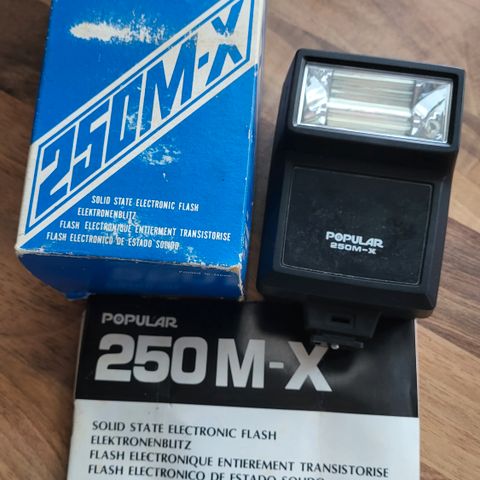 250M-X
SOLID STATE ELECTRONIC FLASH
ELEKTRONENBLITZ
FLASH ELECTRONIQUE ENTIEREMENT TRANSISTORISE
FLASH ELECTRONICO DE ESTADO SOLIDO
POPULAR
250M-X
POPULAR
250M-X
SOLID STATE ELECTRONIC FLASH
ELEKTRONENBLITZ
FLASH ELECTRONIQUE ENTIEREMENT TRANSISTORISE
FLASH ELECTRONICO DE ESTADO SOLIDO